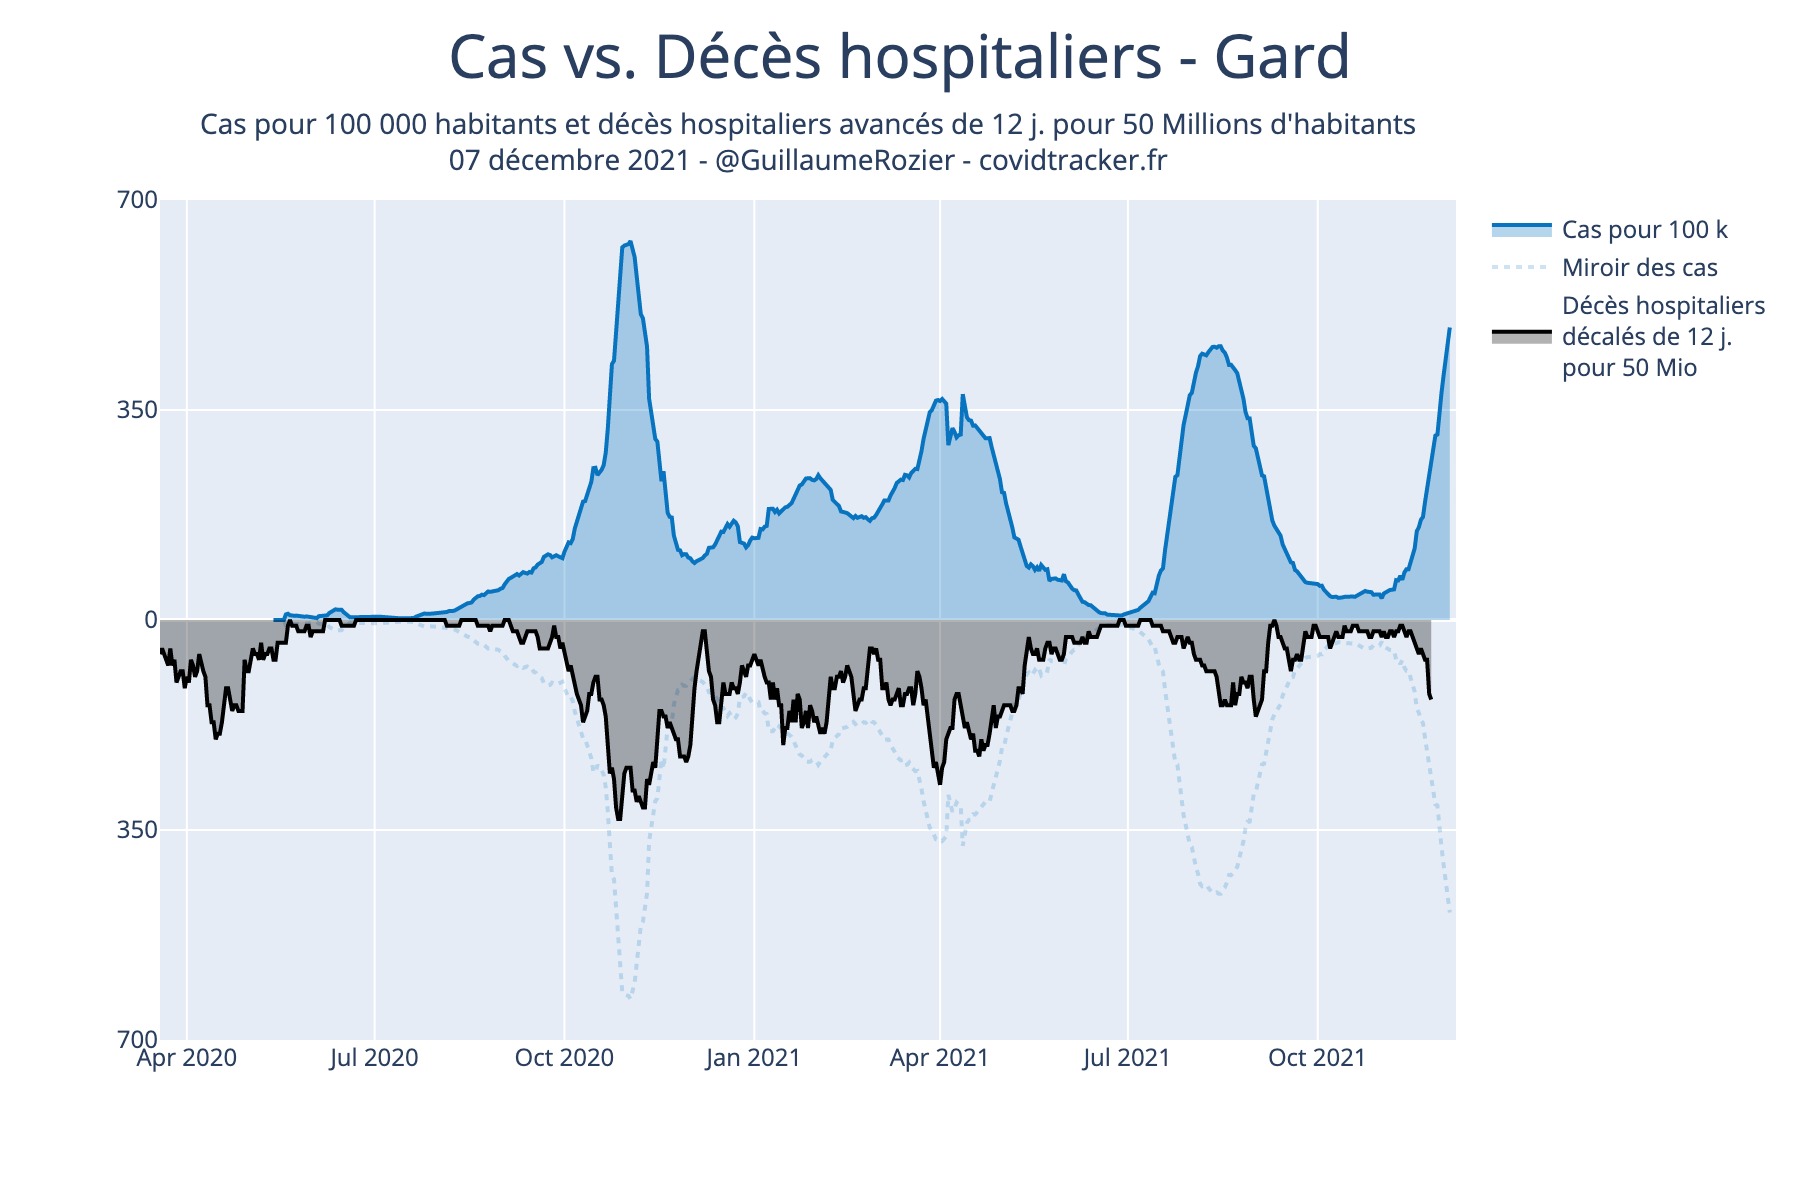 Cas vs. Décès hospitaliers - Gard
Cas pour 100 000 habitants et décès hospitaliers avancés de 12 j. pour 50 Millions d'habitants
07 décembre 2021 - @GuillaumeRozier - covidtracker.fr
700
350
0
350
700
Apr 2020
Jul 2020
Oct 2020
Jan 2021
Apr 2021
Jul 2021
Oct 2021
Cas pour 100 k
Miroir des cas
Décès hospitaliers
décalés de 12 j.
pour 50 Mio